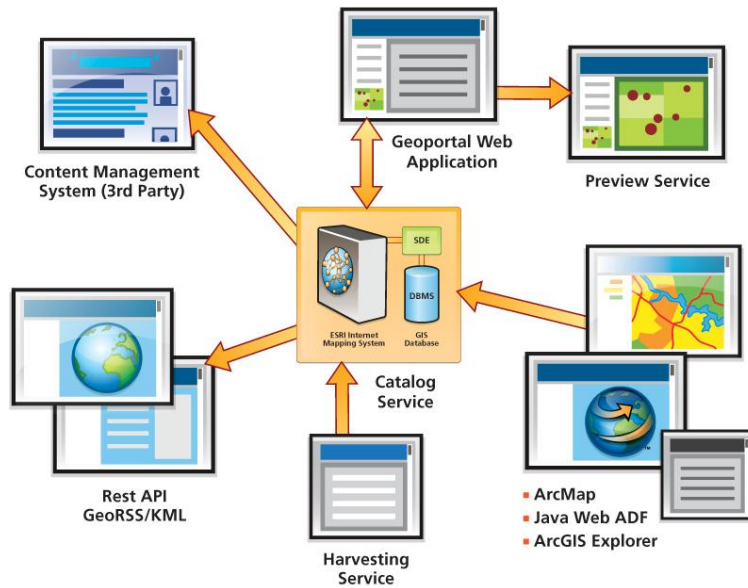 Content Management
System (3rd Party)
Geoportal Web
Application
Preview Service
SDE
DBMS
ESRI Internet
Mapping System
GIS
Database
Catalog
Service
Rest API
GeoRSS/KML
Harvesting
Service
TM
ArcMap
Java Web ADF
ArcGIS Explorer